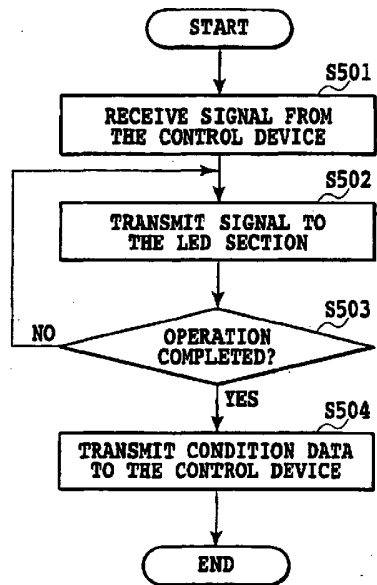 START
S501
RECEIVE SIGNAL FROM
THE CONTROL DEVICE
S502
TRANSMIT SIGNAL TO
THE LED SECTION
S503
OPERATION
COMPLETED?
NO
YES
S504
TRANSMIT CONDITION DATA
TO THE CONTROL DEVICE
END